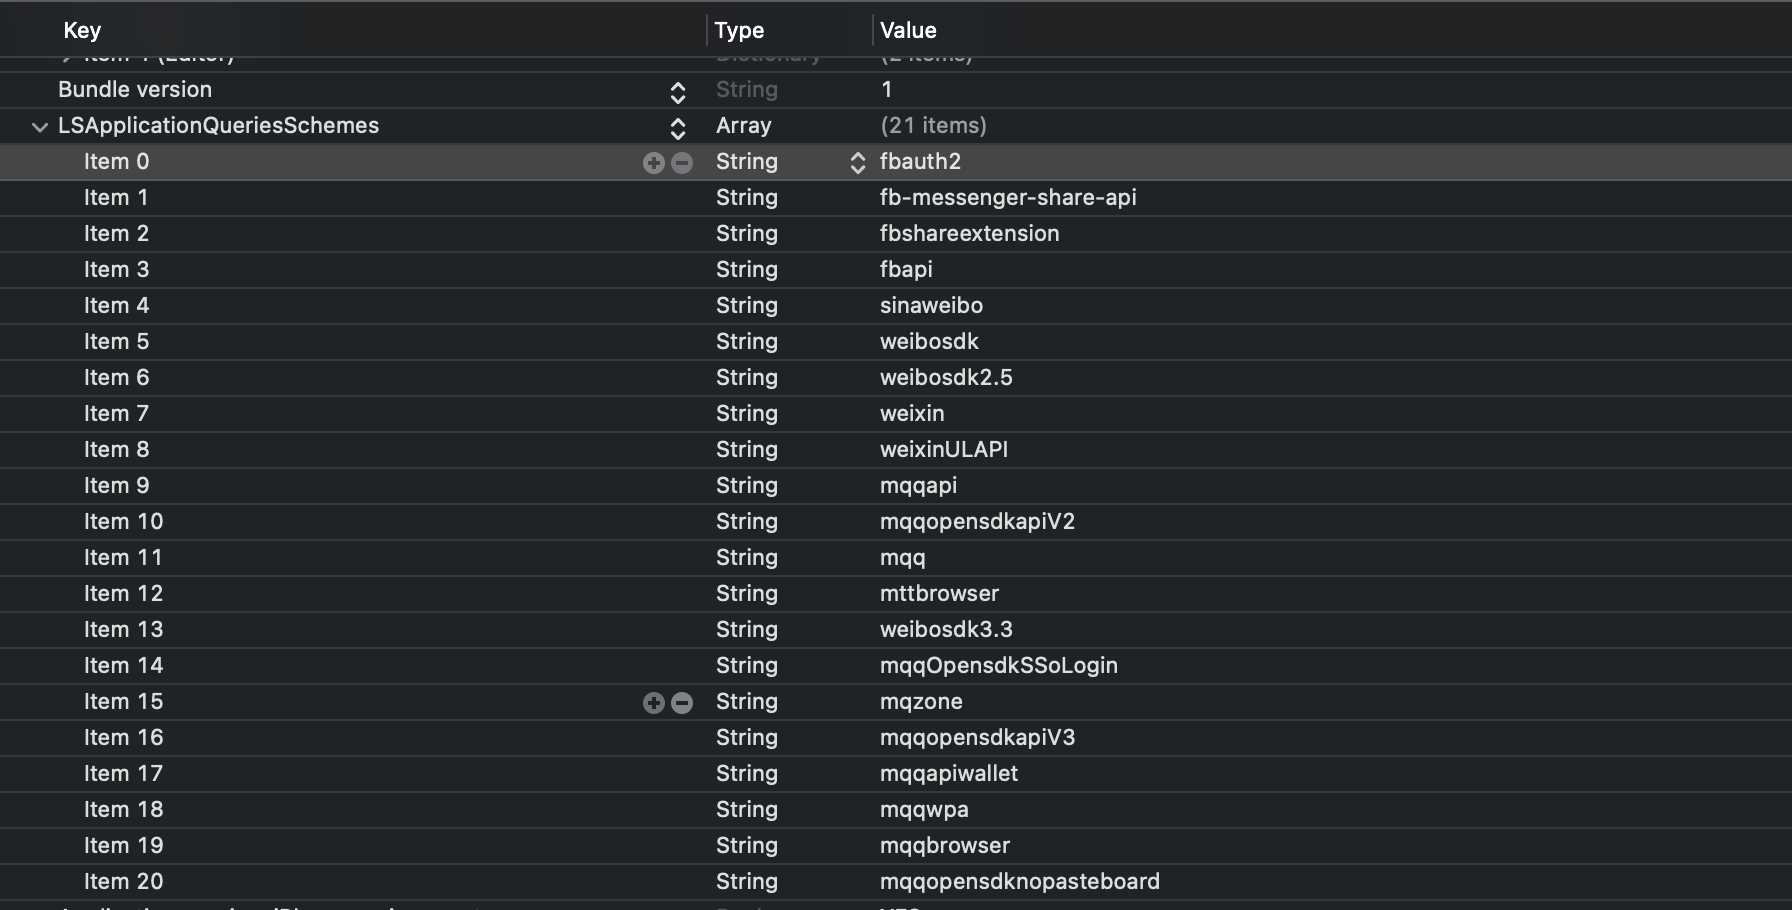 Key Type Value
Bundle version String 1
LSApplicationQueriesSchemes Array (21 items)
Item 0 String fbauth2
Item 1 String fb-messenger-share-api
Item 2 String fbshareextension
Item 3 String fbapi
Item 4 String sinaweibo
Item 5 String weibosdk
Item 6 String weibosdk2.5
Item 7 String weixin
Item 8 String weixinULAPI
Item 9 String mqqapi
Item 10 String mqqopensdkapiV2
Item 11 String mqq
Item 12 String mttbrowser
Item 13 String weibosdk3.3
Item 14 String mqqOpensdkSSoLogin
Item 15 String mqzone
Item 16 String mqqopensdkapiV3
Item 17 String mqqapiwallet
Item 18 String mqqwpa
Item 19 String mqqbrowser
Item 20 String mqqopensdknopasteboard